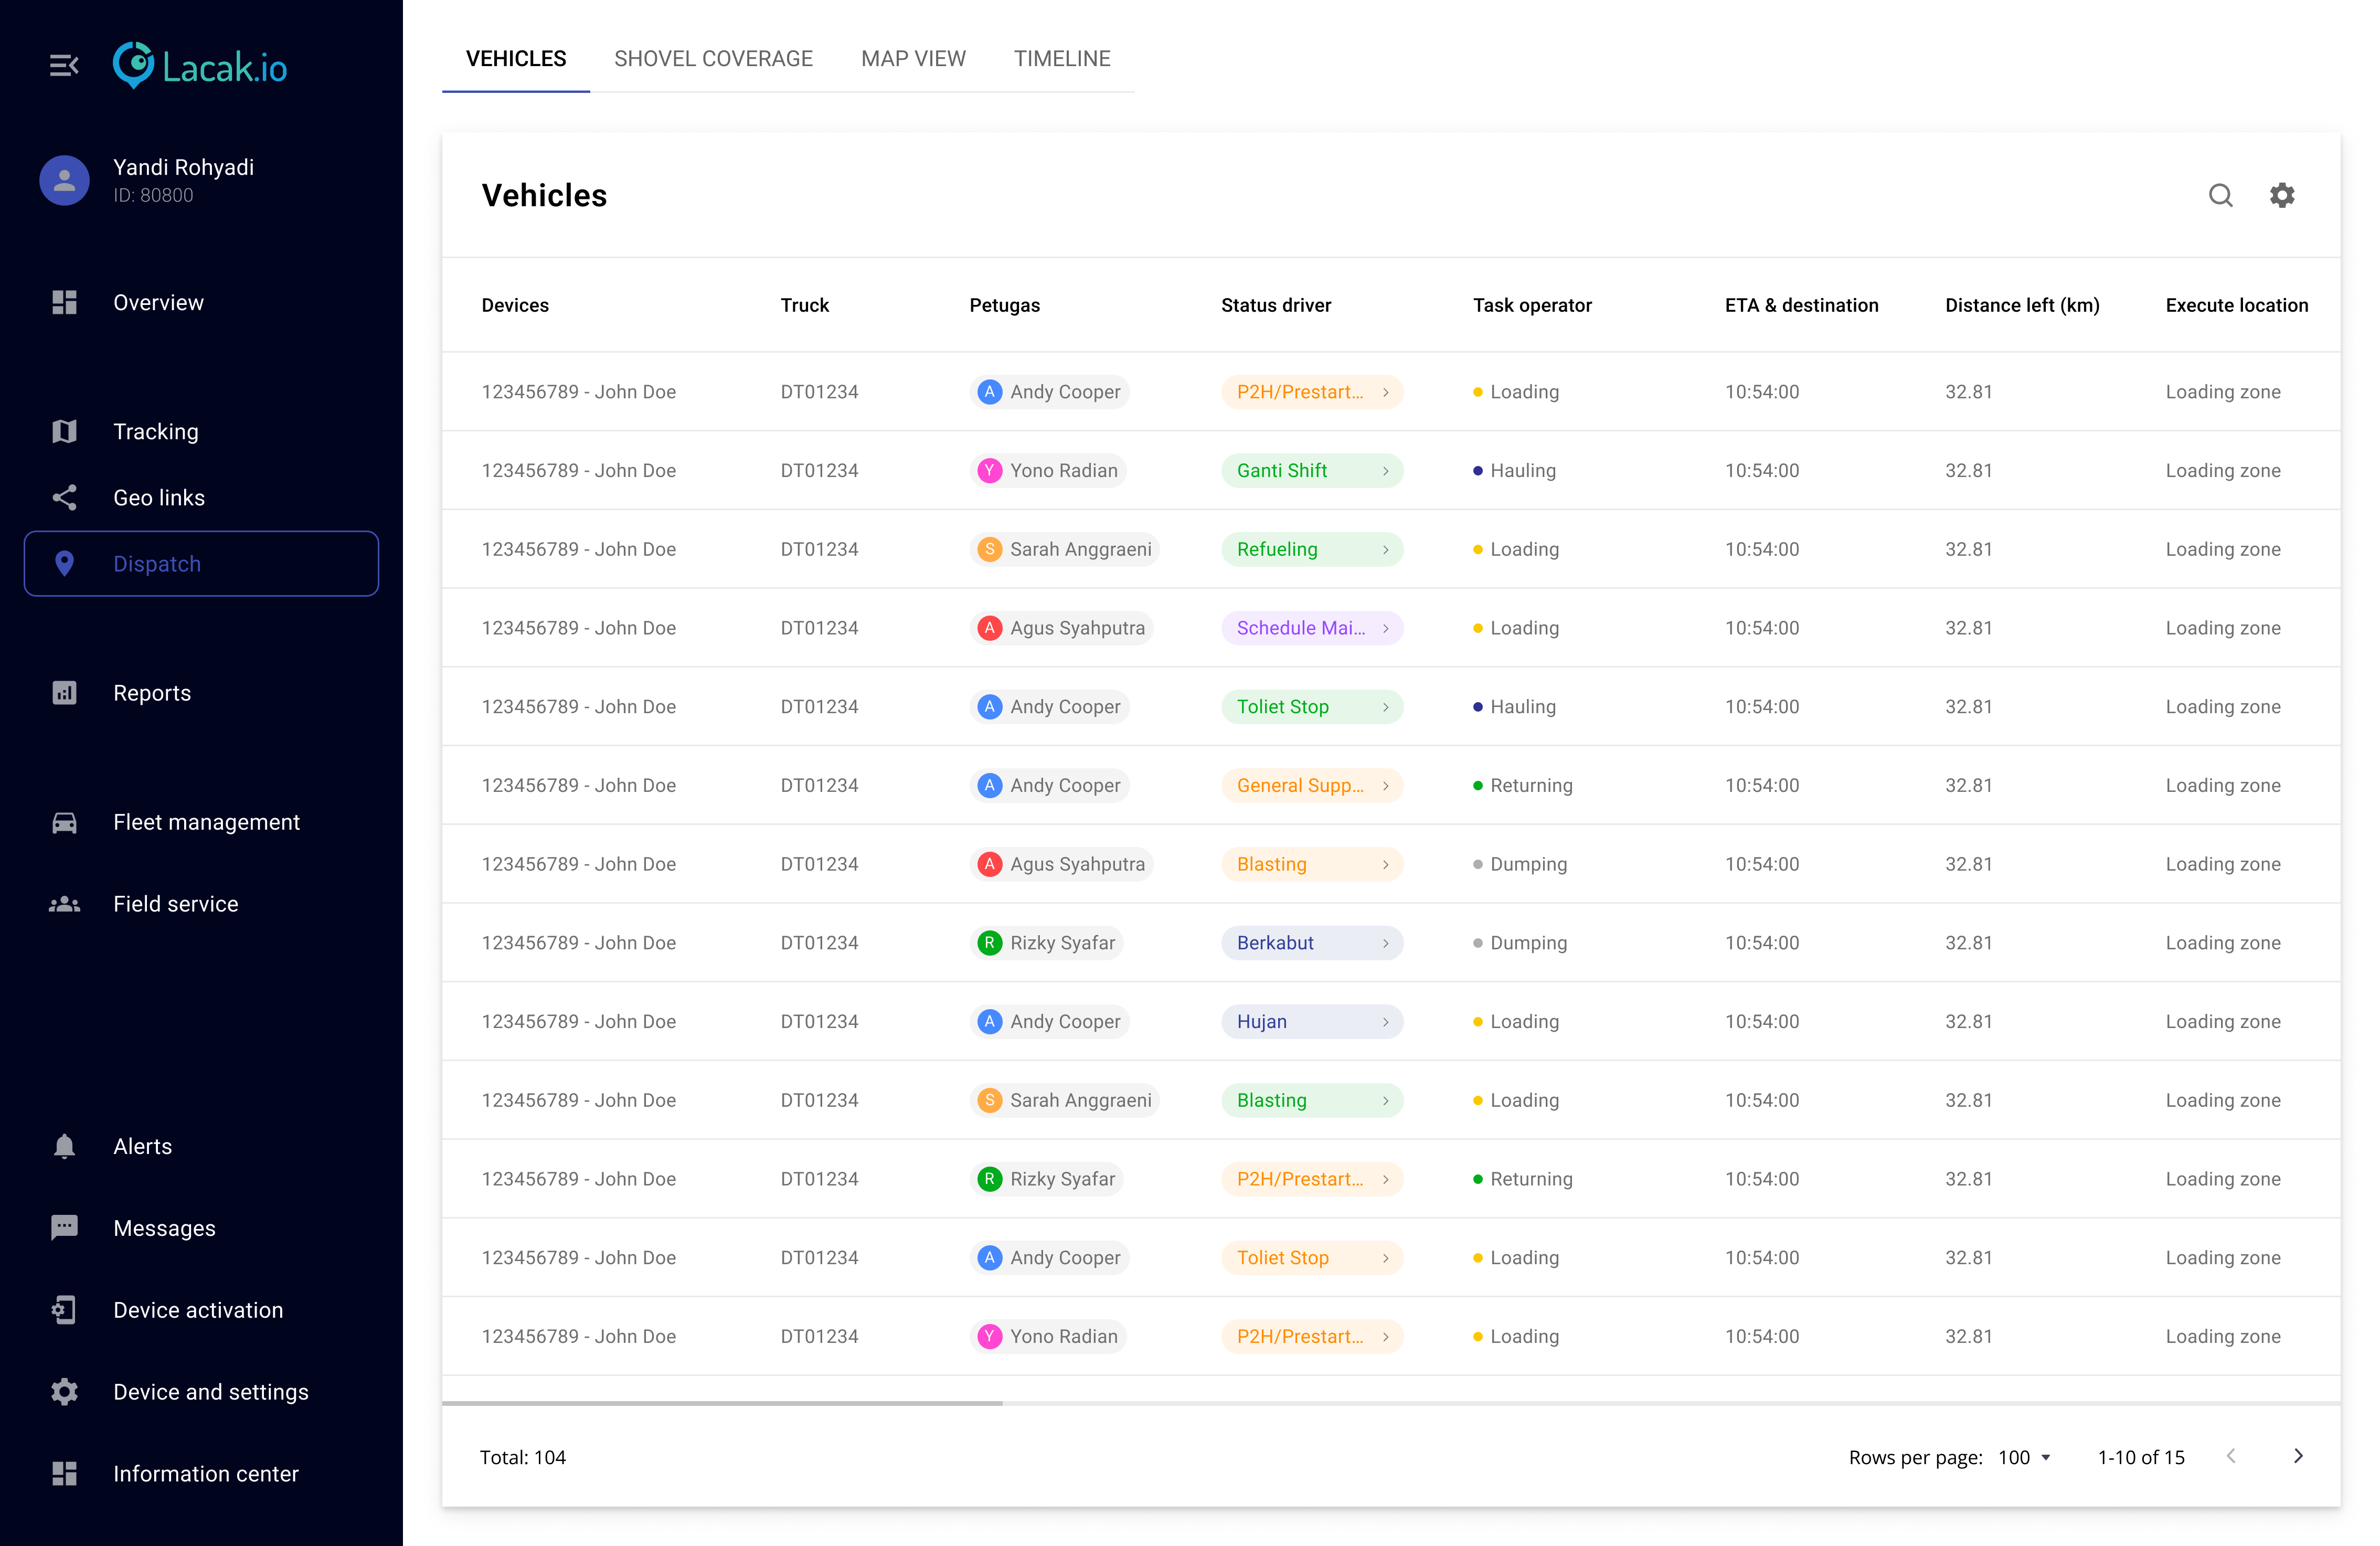 Lacak.io
Yandi Rohyadi
ID: 80800
Overview
Tracking
Geo links
Dispatch
Reports
Fleet management
Field service
Alerts
Messages
Device activation
Device and settings
Information center
VEHICLES SHOVEL COVERAGE MAP VIEW TIMELINE
Vehicles
Devices Truck Petugas Status driver Task operator ETA & destination Distance left (km) Execute location
123456789 - John Doe DT01234 A Andy Cooper P2H/Prestart... Loading 10:54:00 32.81 Loading zone
123456789 - John Doe DT01234 Y Yono Radian Ganti Shift Hauling 10:54:00 32.81 Loading zone
123456789 - John Doe DT01234 S Sarah Anggraeni Refueling Loading 10:54:00 32.81 Loading zone
123456789 - John Doe DT01234 A Agus Syahputra Schedule Mai... Loading 10:54:00 32.81 Loading zone
123456789 - John Doe DT01234 A Andy Cooper Toliet Stop Hauling 10:54:00 32.81 Loading zone
123456789 - John Doe DT01234 A Andy Cooper General Supp... Returning 10:54:00 32.81 Loading zone
123456789 - John Doe DT01234 A Agus Syahputra Blasting Dumping 10:54:00 32.81 Loading zone
123456789 - John Doe DT01234 R Rizky Syafar Berkabut Dumping 10:54:00 32.81 Loading zone
123456789 - John Doe DT01234 A Andy Cooper Hujan Loading 10:54:00 32.81 Loading zone
123456789 - John Doe DT01234 S Sarah Anggraeni Blasting Loading 10:54:00 32.81 Loading zone
123456789 - John Doe DT01234 R Rizky Syafar P2H/Prestart... Returning 10:54:00 32.81 Loading zone
123456789 - John Doe DT01234 A Andy Cooper Toliet Stop Loading 10:54:00 32.81 Loading zone
123456789 - John Doe DT01234 Y Yono Radian P2H/Prestart... Loading 10:54:00 32.81 Loading zone
Total: 104 Rows per page: 100 1-10 of 15